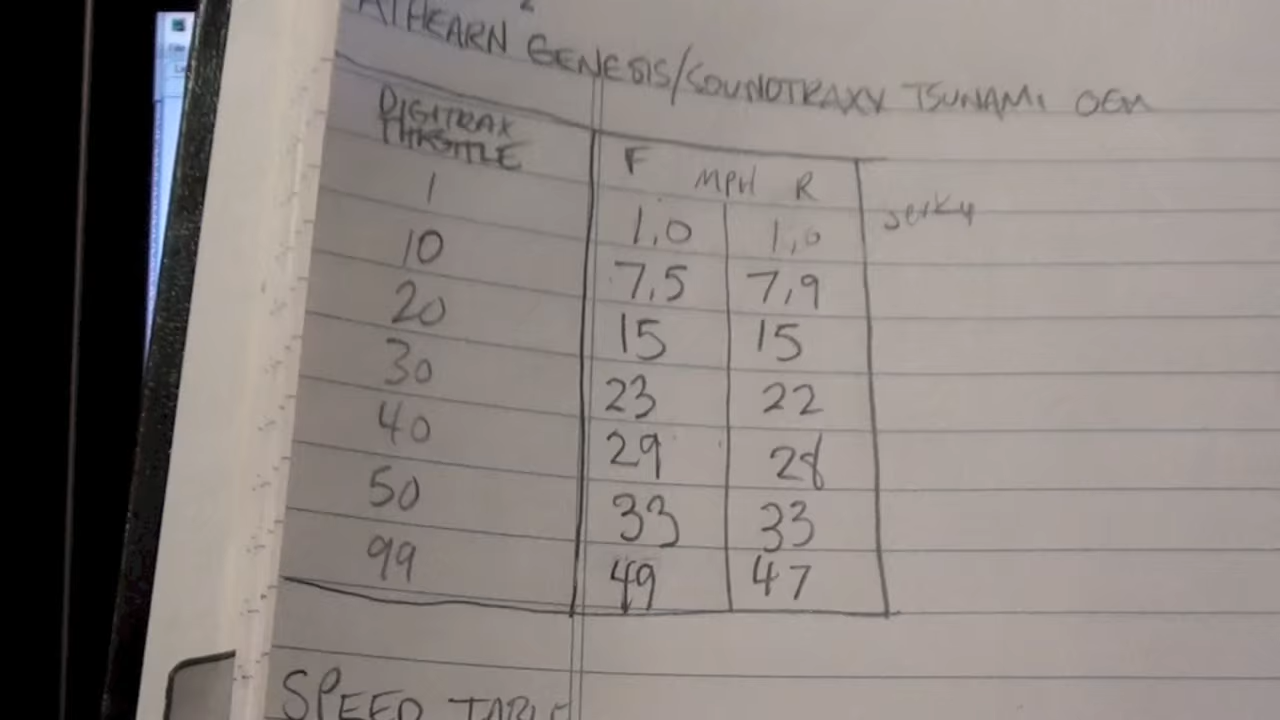 ATHEARN GENESIS/SOUNDTRAXX TSUNAMI OEM
DIGITRAX THROTTLE F MPH R
1 1,0 1,0 jerky
10 7,5 7,9
20 15 15
30 23 22
40 29 28
50 33 33
99 49 47
SPEED TABLE